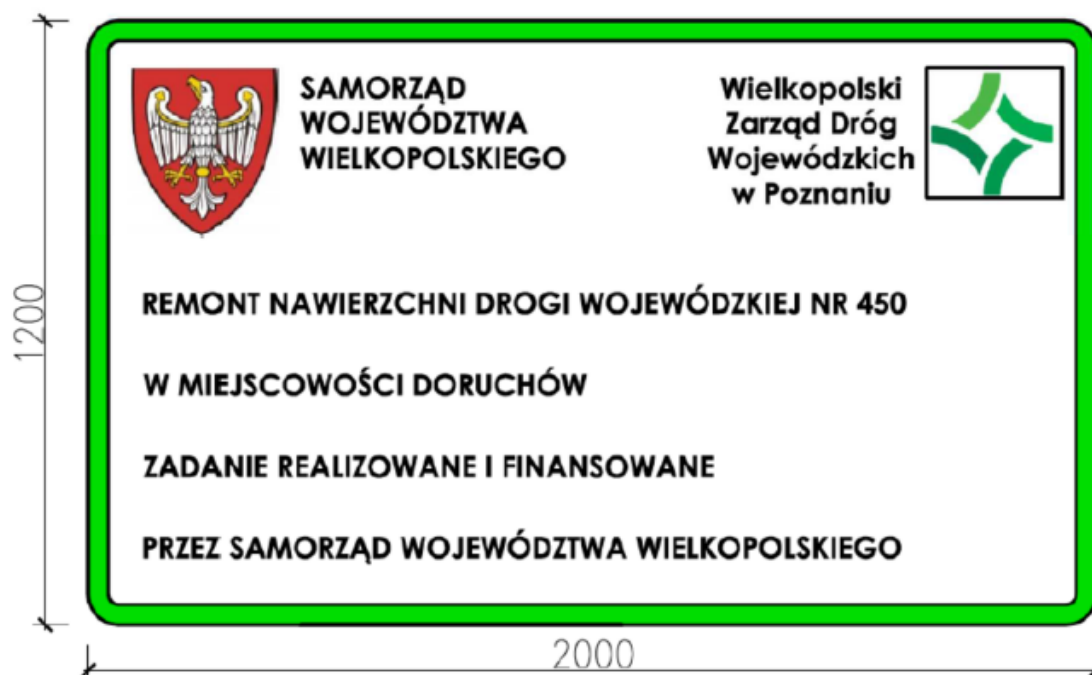 SAMORZĄD
WOJEWÓDZTWA
WIELKOPOLSKIEGO
Wielkopolski
Zarząd Dróg
Wojewódzkich
w Poznaniu
REMONT NAWIERZCHNI DROGI WOJEWÓDZKIEJ NR 450
W MIEJSCOWOŚCI DORUCHÓW
ZADANIE REALIZOWANE I FINANSOWANE
PRZEZ SAMORZĄD WOJEWÓDZTWA WIELKOPOLSKIEGO
1200
2000